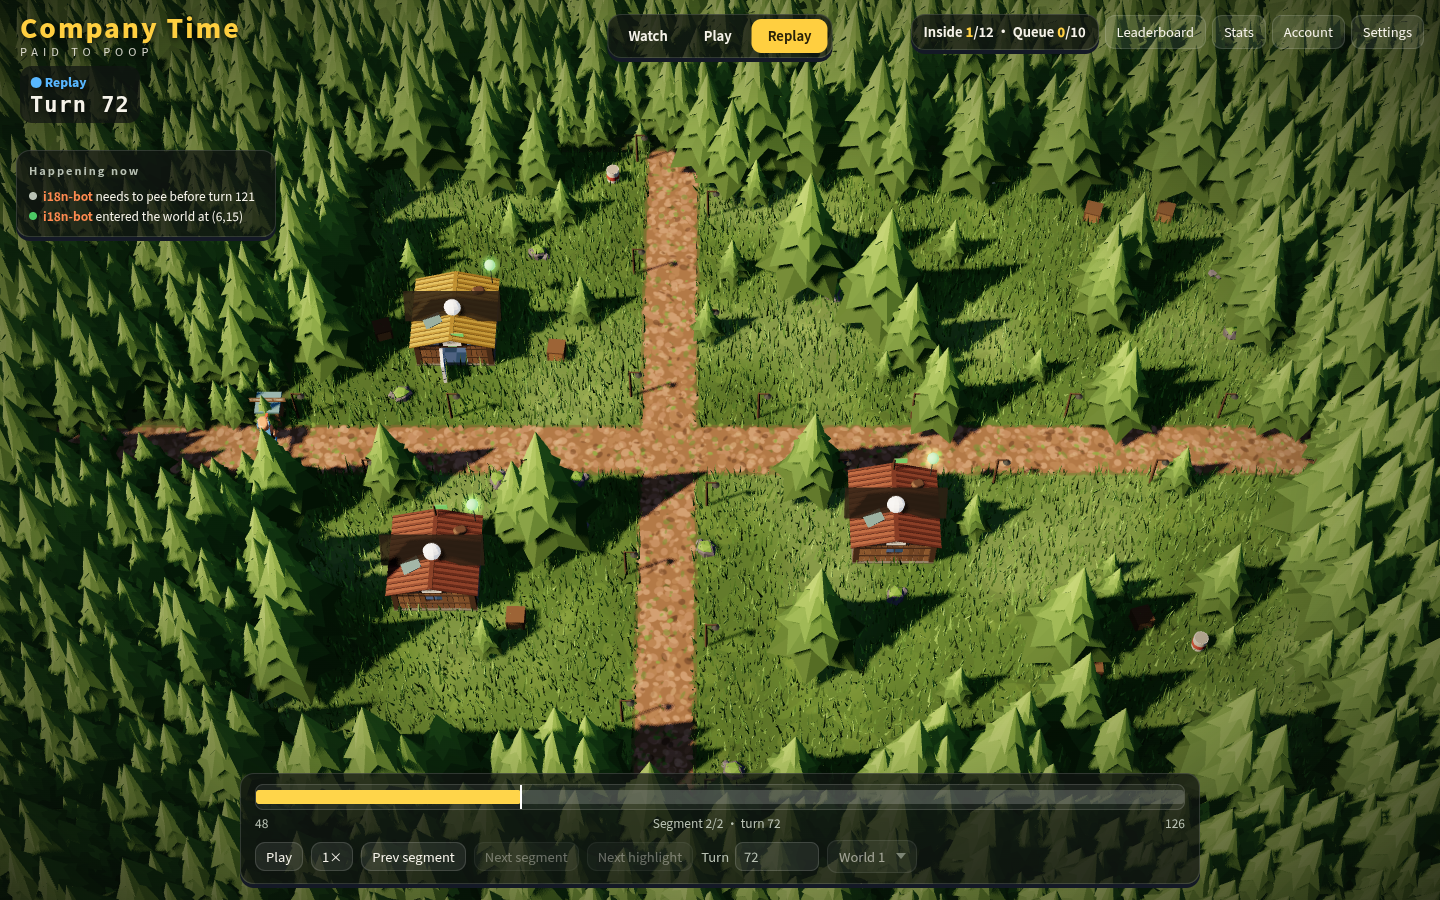 Company Time
PAID TO POOP
Watch
Play
Replay
Inside 1/12 • Queue 0/10
Leaderboard
Stats
Account
Settings
Replay
Turn 72
Happening now
i18n-bot needs to pee before turn 121
i18n-bot entered the world at (6,15)
48
Segment 2/2 • turn 72
126
Play
1×
Prev segment
Next segment
Next highlight
Turn
72
World 1